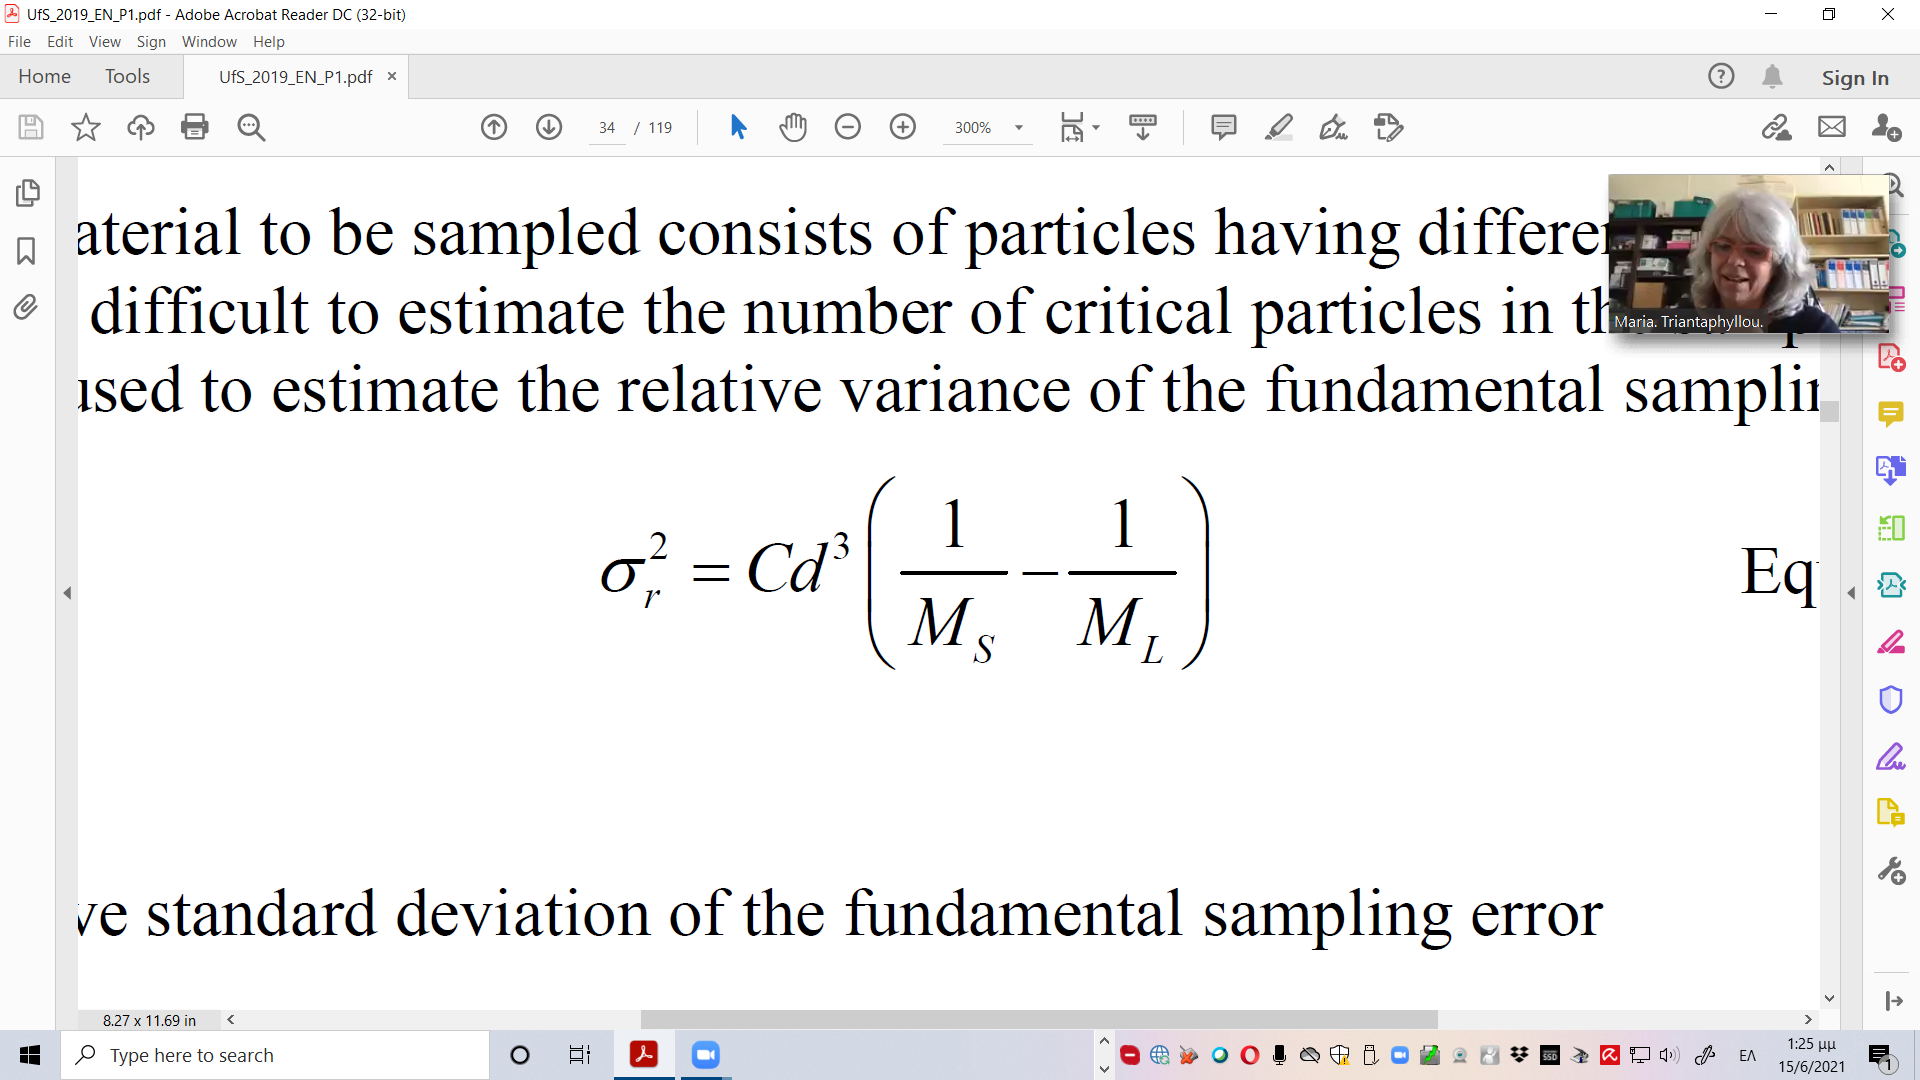 UfS_2019_EN_P1.pdf - Adobe Acrobat Reader DC (32-bit)
File Edit View Sign Window Help
Home Tools UfS_2019_EN_P1.pdf × Sign In
34 / 119 300%
aterial to be sampled consists of particles having differe
difficult to estimate the number of critical particles in th
Maria. Triantaphyllou.
used to estimate the relative variance of the fundamental samplin
σ_r^2 = Cd^3 (1/M_S − 1/M_L)
Eq
ve standard deviation of the fundamental sampling error
8.27 x 11.69 in
Type here to search
SSD
ΕΛ
1:25 μμ
15/6/2021
1